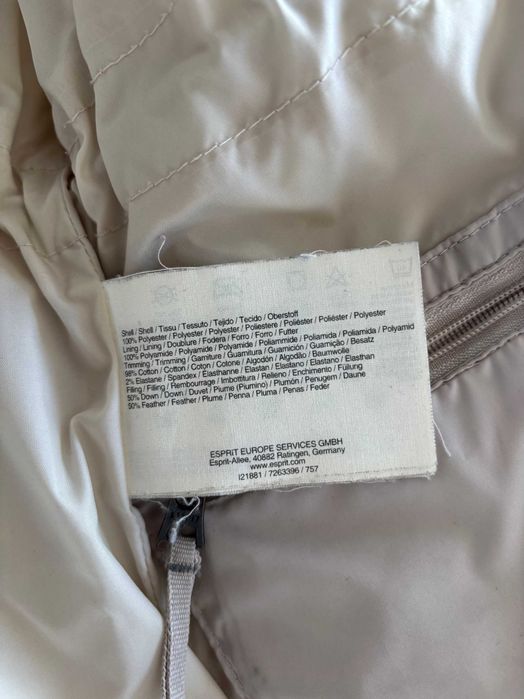 Shell / Shell / Tissu / Tessuto / Tejido / Tecido / Oberstoff
100% Polyester / Polyester / Polyester / Poliestere / Poliéster / Poliéster / Polyester
Lining / Lining / Doublure / Fodera / Forro / Forro / Futter
100% Polyamide / Polyamide / Polyamide / Poliammide / Poliamida / Poliamida / Polyamid
Trimming / Trimming / Garniture / Guarnitura / Guarnición / Guarnição / Besatz
98% Cotton / Cotton / Coton / Cotone / Algodón / Algodão / Baumwolle
2% Elastane / Spandex / Élasthanne / Elastan / Elastano / Elastano / Elasthan
Filling / Filling / Rembourrage / Imbottitura / Relleno / Enchimento / Füllung
50% Down / Down / Duvet / Piume (Piumino) / Plumón / Penugem / Daune
50% Feather / Feather / Plume / Penna / Pluma / Penas / Feder
ESPRIT EUROPE SERVICES GMBH
Esprit-Allee, 40882 Ratingen, Germany
www.esprit.com
I21881 / 7263396 / 757